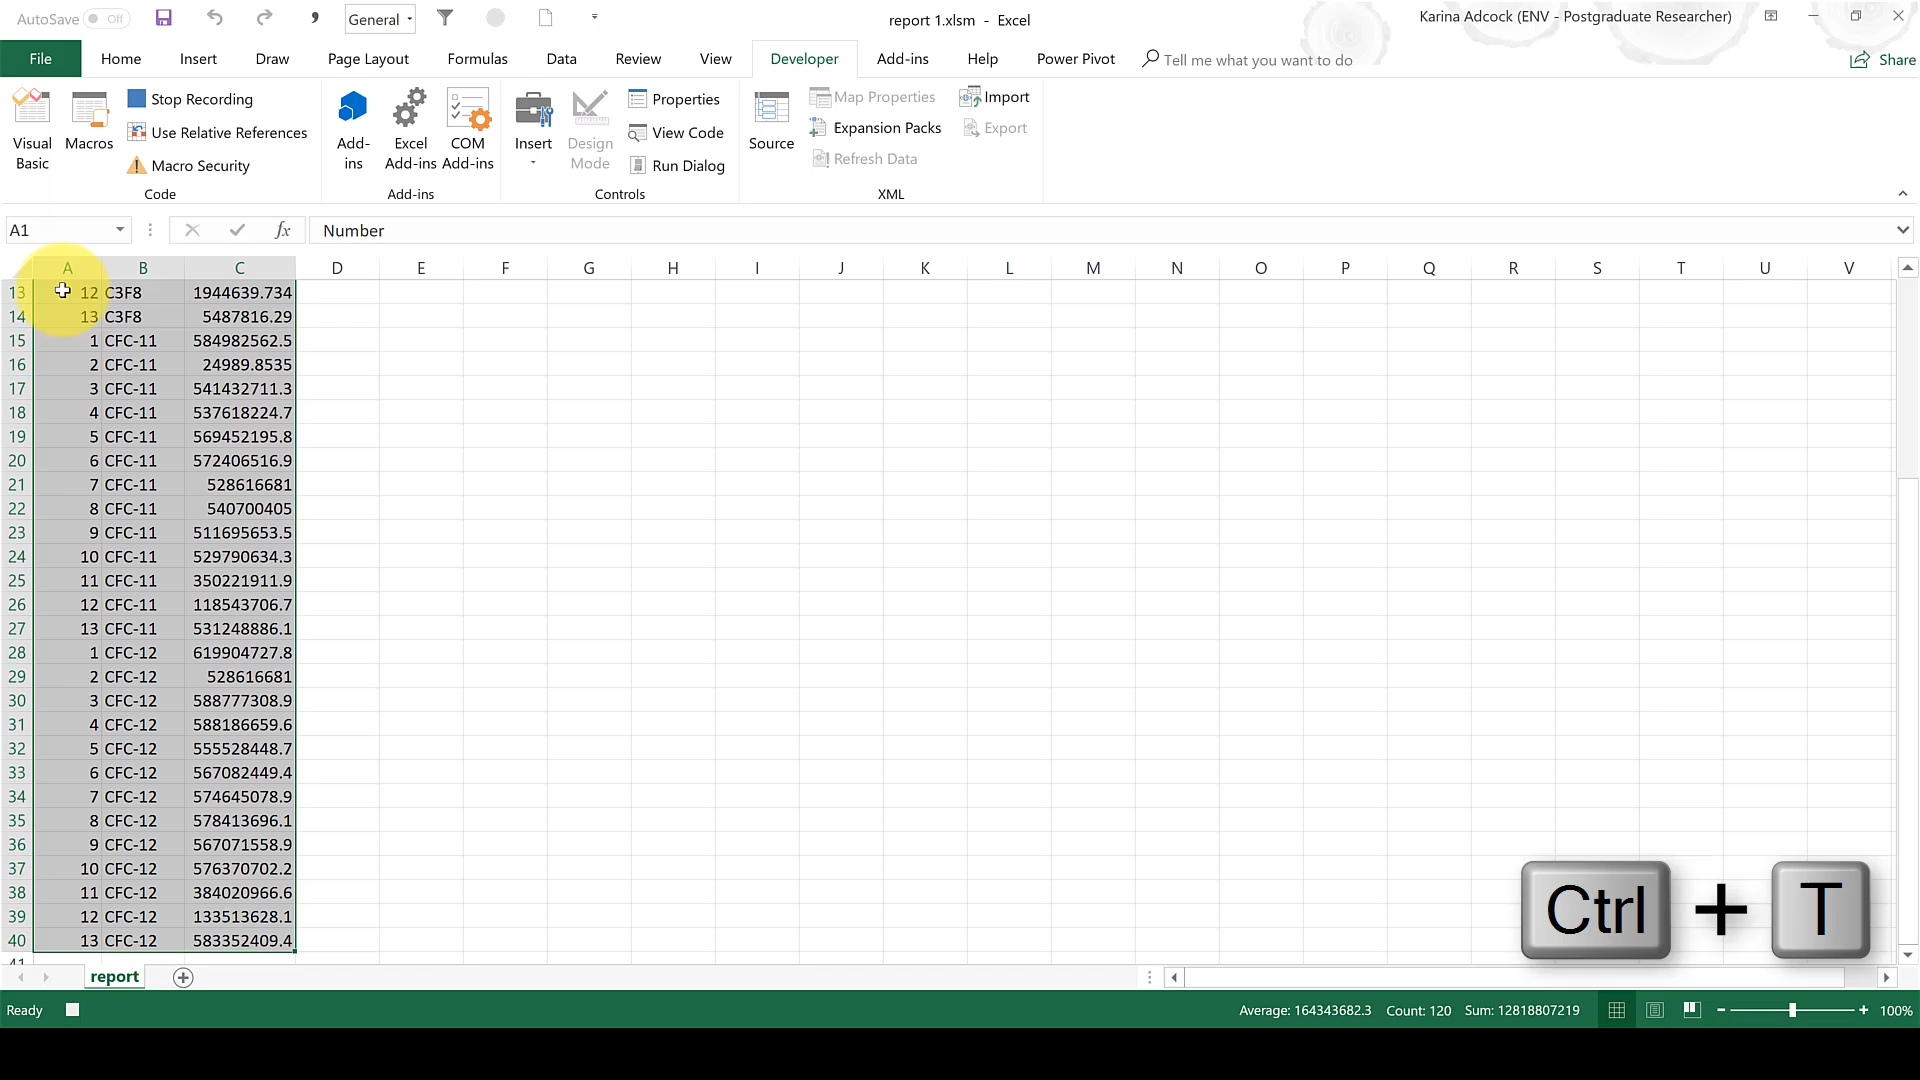 AutoSave Off General report 1.xlsm - Excel Karina Adcock (ENV - Postgraduate Researcher)
File Home Insert Draw Page Layout Formulas Data Review View Developer Add-ins Help Power Pivot Tell me what you want to do Share
Visual Basic
Macros
Stop Recording
Use Relative References
Macro Security
Code
Add-ins
Excel Add-ins
COM Add-ins
Add-ins
Insert
Design Mode
Properties
View Code
Run Dialog
Controls
Source
Map Properties
Expansion Packs
Refresh Data
Import
Export
XML
A1 fx Number
A B C D E F G H I J K L M N O P Q R S T U V
13 12 C3F8 1944639.734
14 13 C3F8 5487816.29
15 1 CFC-11 584982562.5
16 2 CFC-11 24989.8535
17 3 CFC-11 541432711.3
18 4 CFC-11 537618224.7
19 5 CFC-11 569452195.8
20 6 CFC-11 572406516.9
21 7 CFC-11 528616681
22 8 CFC-11 540700405
23 9 CFC-11 511695653.5
24 10 CFC-11 529790634.3
25 11 CFC-11 350221911.9
26 12 CFC-11 118543706.7
27 13 CFC-11 531248886.1
28 1 CFC-12 619904727.8
29 2 CFC-12 528616681
30 3 CFC-12 588777308.9
31 4 CFC-12 588186659.6
32 5 CFC-12 555528448.7
33 6 CFC-12 567082449.4
34 7 CFC-12 574645078.9
35 8 CFC-12 578413696.1
36 9 CFC-12 567071558.9
37 10 CFC-12 576370702.2
38 11 CFC-12 384020966.6
39 12 CFC-12 133513628.1
40 13 CFC-12 583352409.4
41
Ctrl + T
report
Ready Average: 164343682.3 Count: 120 Sum: 12818807219 100%